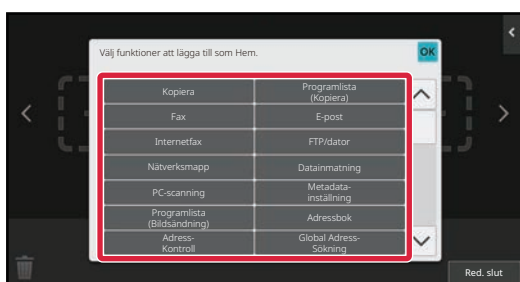 Välj funktioner att lägga till som Hem.
OK
Kopiera
Programlista
(Kopiera)
Fax
E-post
Internetfax
FTP/dator
Nätverksmapp
Datainmatning
PC-scanning
Metadata-
inställning
Programlista
(Bildsändning)
Adressbok
Adress-
Kontroll
Global Adress-
Sökning
Red. slut